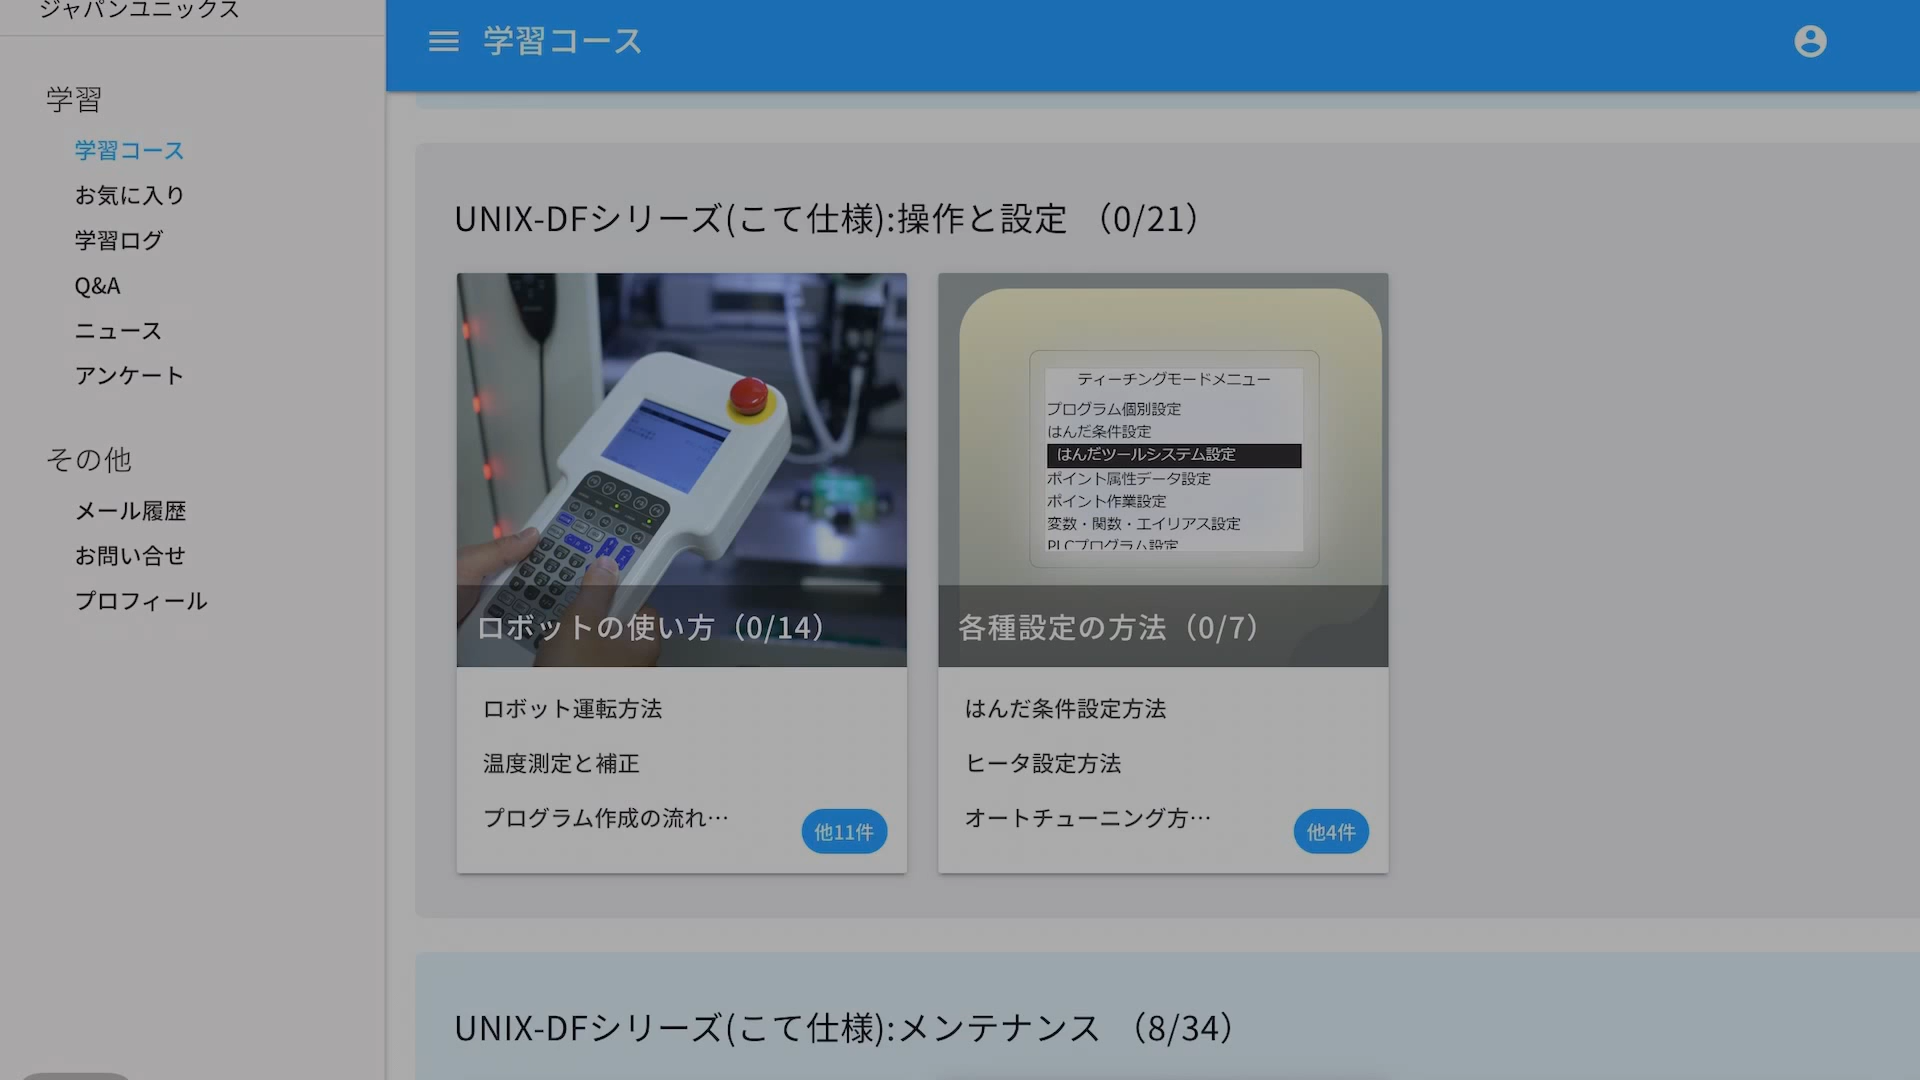 ジャパンユニックス
学習
学習コース
お気に入り
学習ログ
Q&A
ニュース
アンケート
その他
メール履歴
お問い合せ
プロフィール
学習コース
UNIX-DFシリーズ(こて仕様):操作と設定 （0/21）
ロボットの使い方（0/14）
ロボット運転方法
温度測定と補正
プログラム作成の流れ…
他11件
ティーチングモードメニュー
プログラム個別設定
はんだ条件設定
はんだツールシステム設定
ポイント属性データ設定
ポイント作業設定
変数・関数・エイリアス設定
PLCプログラム設定
各種設定の方法（0/7）
はんだ条件設定方法
ヒータ設定方法
オートチューニング方…
他4件
UNIX-DFシリーズ(こて仕様):メンテナンス （8/34）